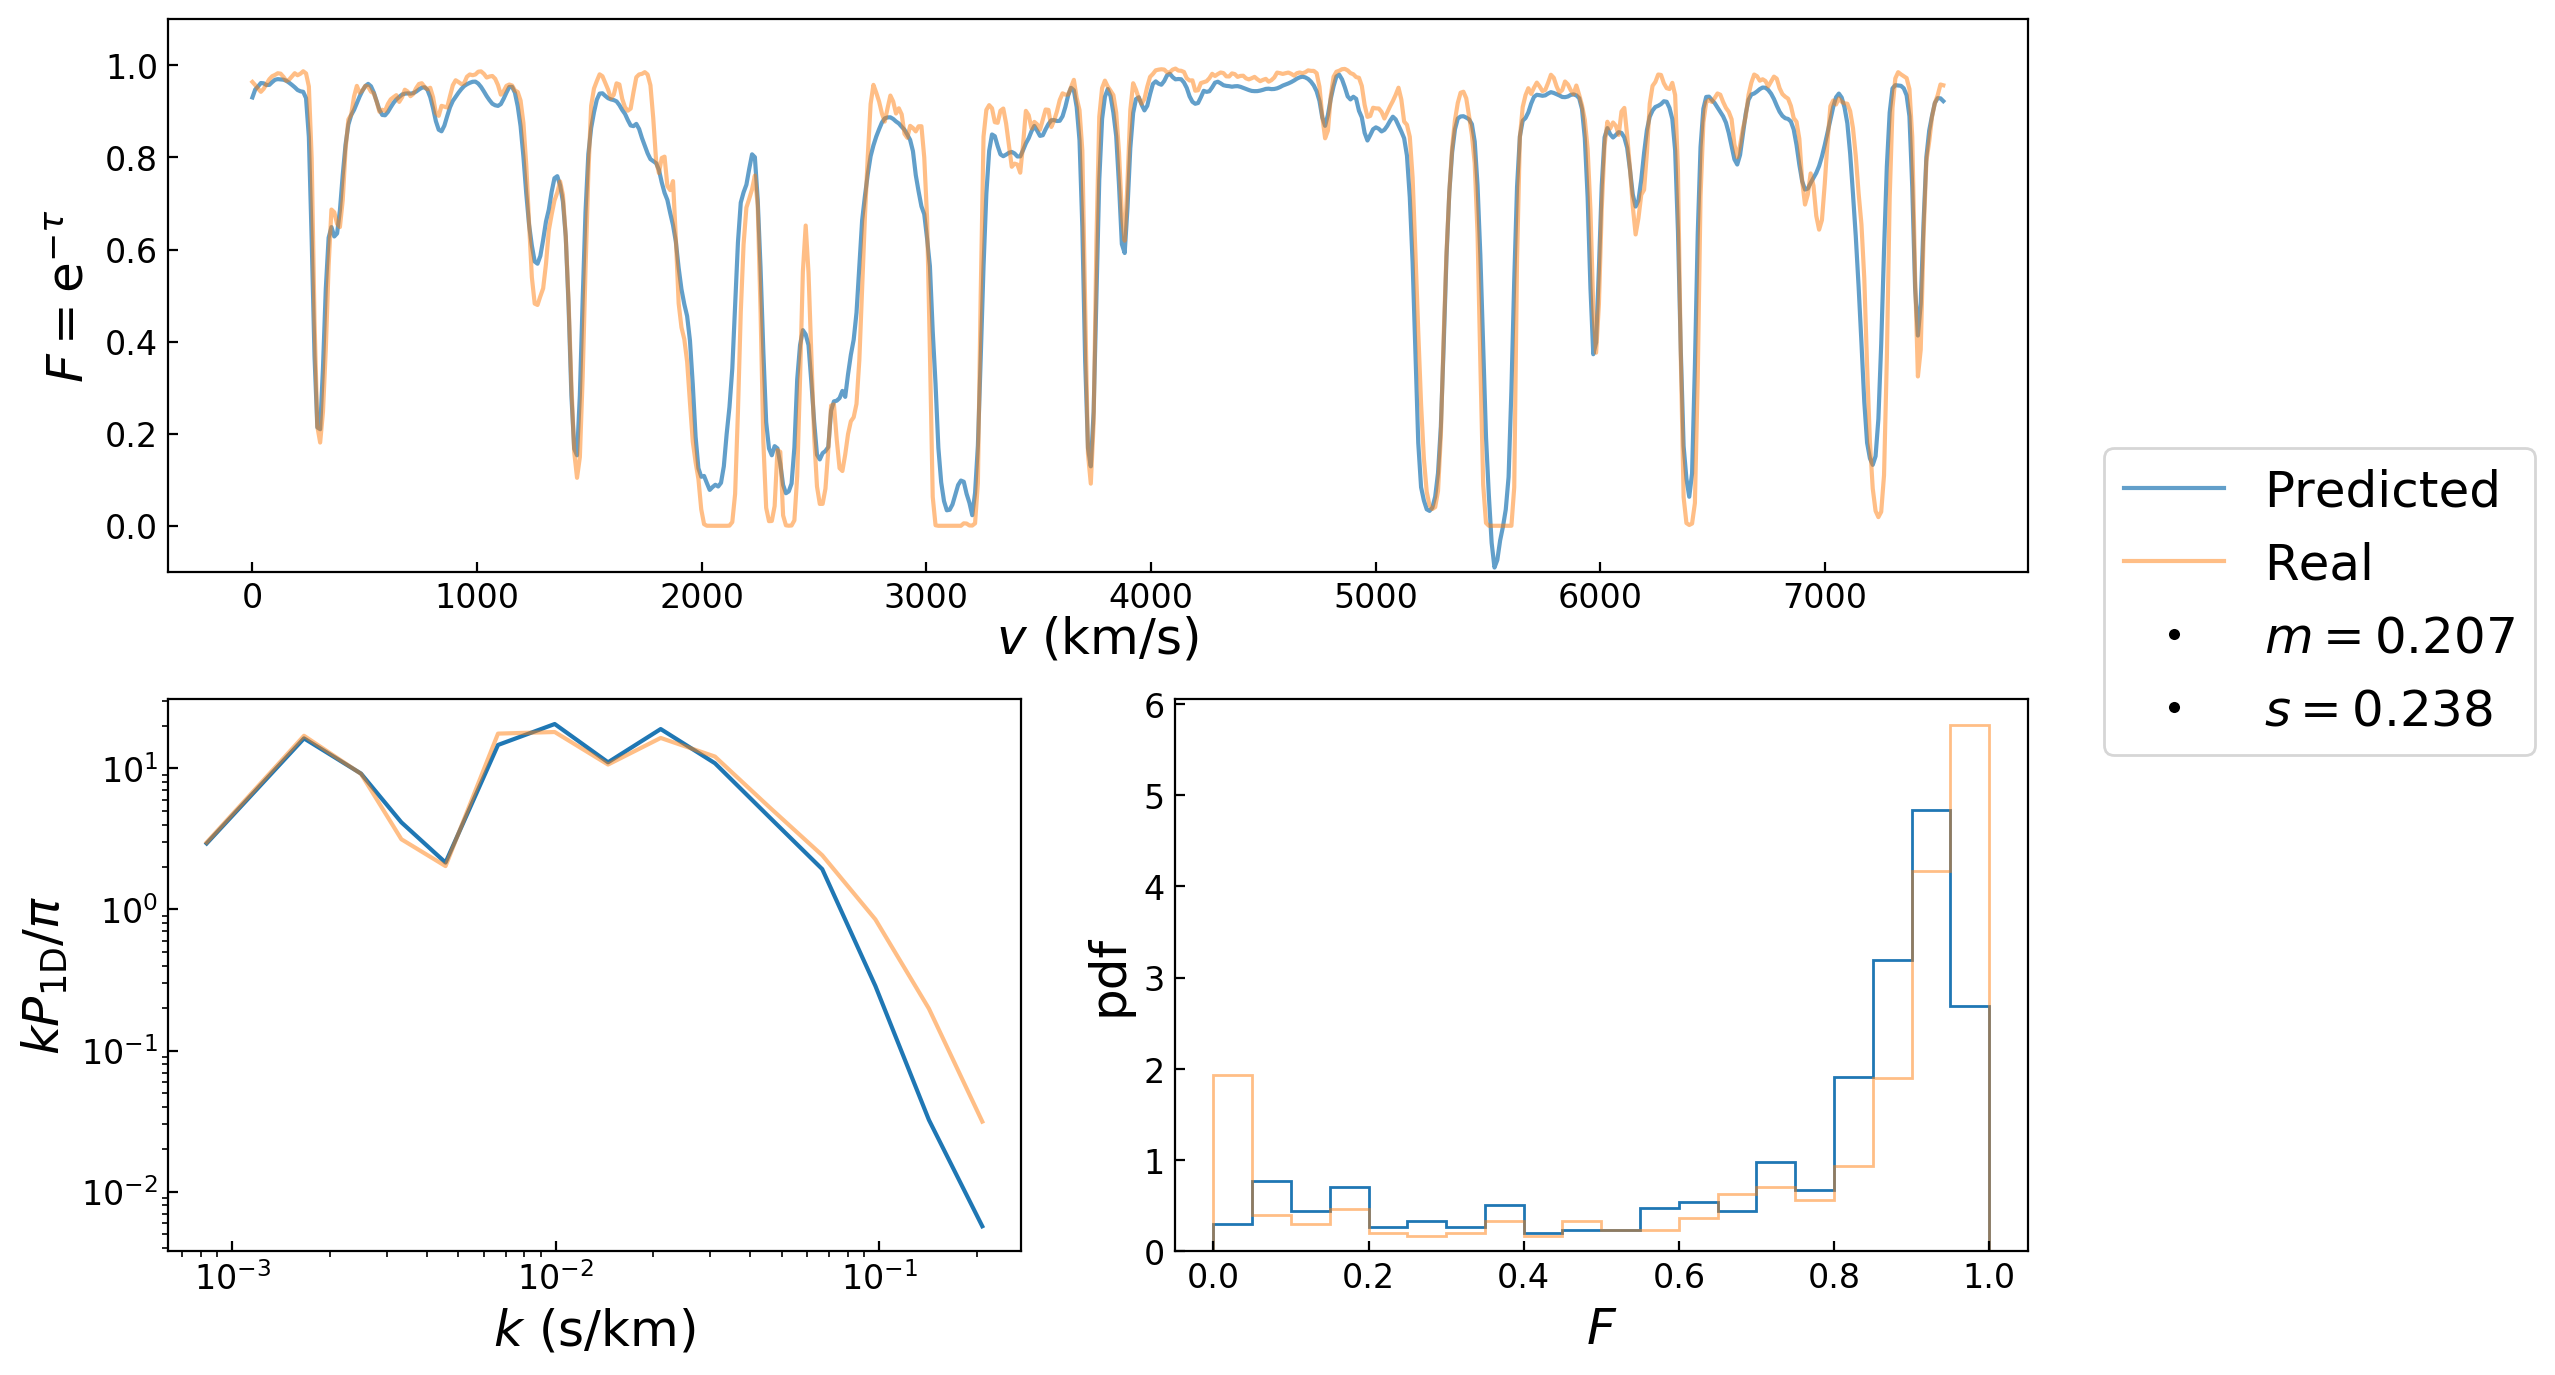 F = e^{−τ}
1.0
0.8
0.6
0.4
0.2
0.0
0 1000 2000 3000 4000 5000 6000 7000
v (km/s)
Predicted
Real
m = 0.207
s = 0.238
kP_{1D}/π
10^1
10^0
10^{−1}
10^{−2}
10^{−3} 10^{−2} 10^{−1}
k (s/km)
pdf
6
5
4
3
2
1
0
0.0 0.2 0.4 0.6 0.8 1.0
F